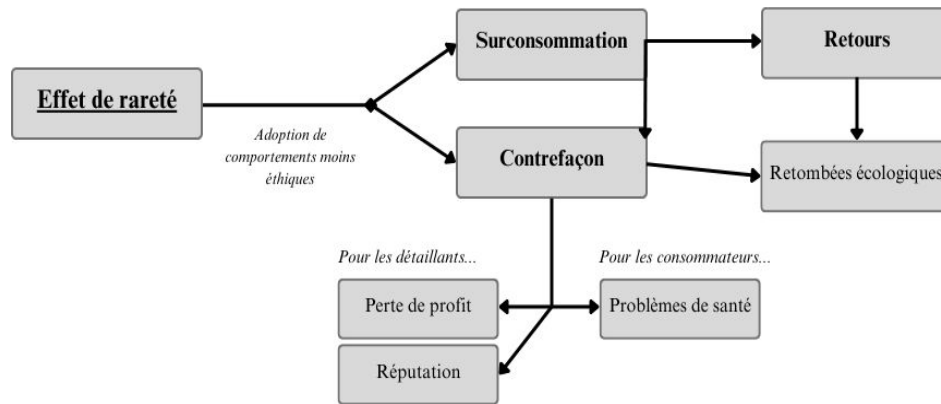 Surconsommation
Retours
Effet de rareté
Adoption de
comportements moins
éthiques
Contrefaçon
Retombées écologiques
Pour les détaillants...
Pour les consommateurs...
Perte de profit
Problèmes de santé
Réputation